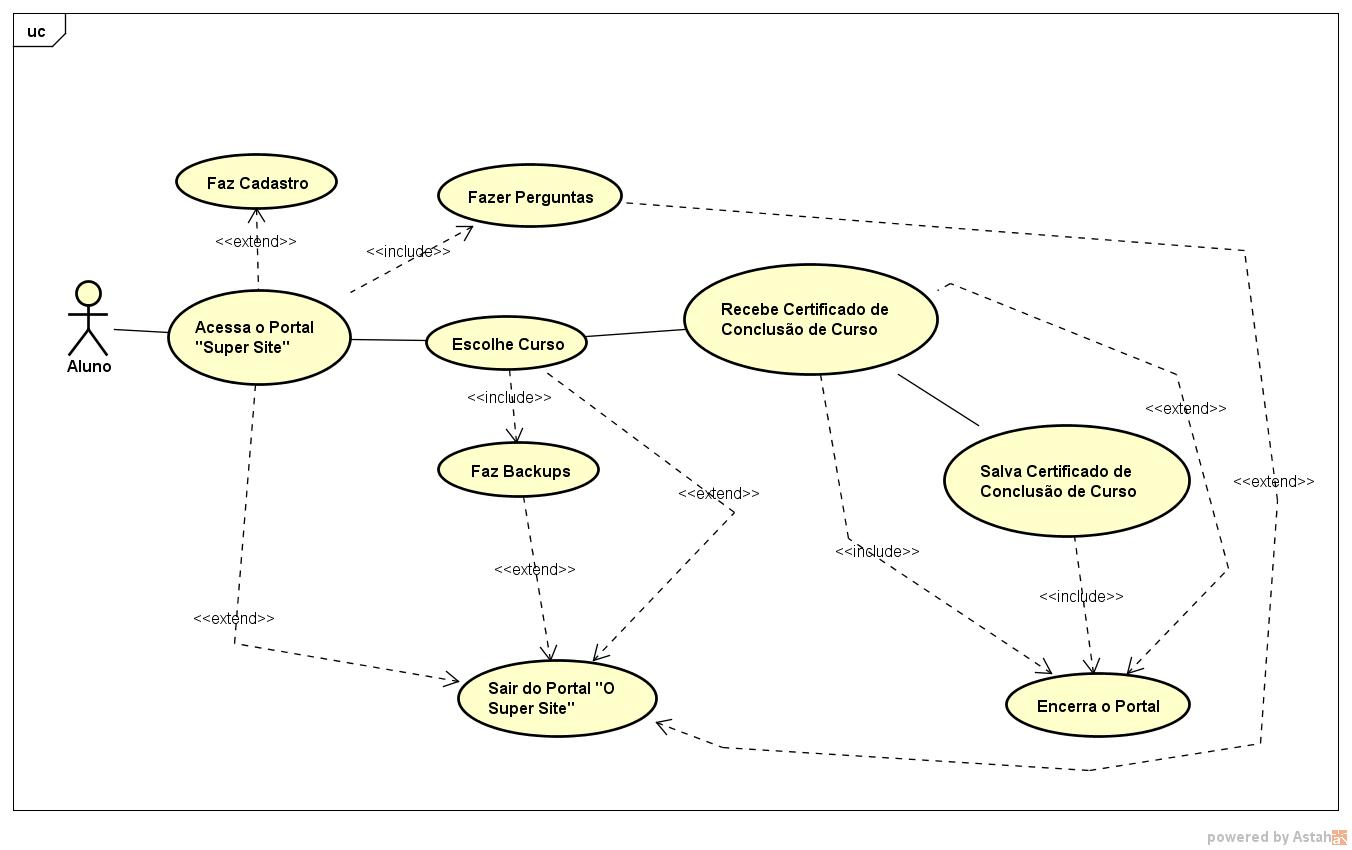 uc
Faz Cadastro
Fazer Perguntas
<<extend>>
<<include>>
Aluno
Acessa o Portal
"Super Site"
Escolhe Curso
Recebe Certificado de
Conclusão de Curso
<<include>>
<<extend>>
Faz Backups
Salva Certificado de
Conclusão de Curso
<<extend>>
<<extend>>
<<include>>
<<extend>>
<<include>>
<<extend>>
Sair do Portal "O
Super Site"
Encerra o Portal
powered by Astah